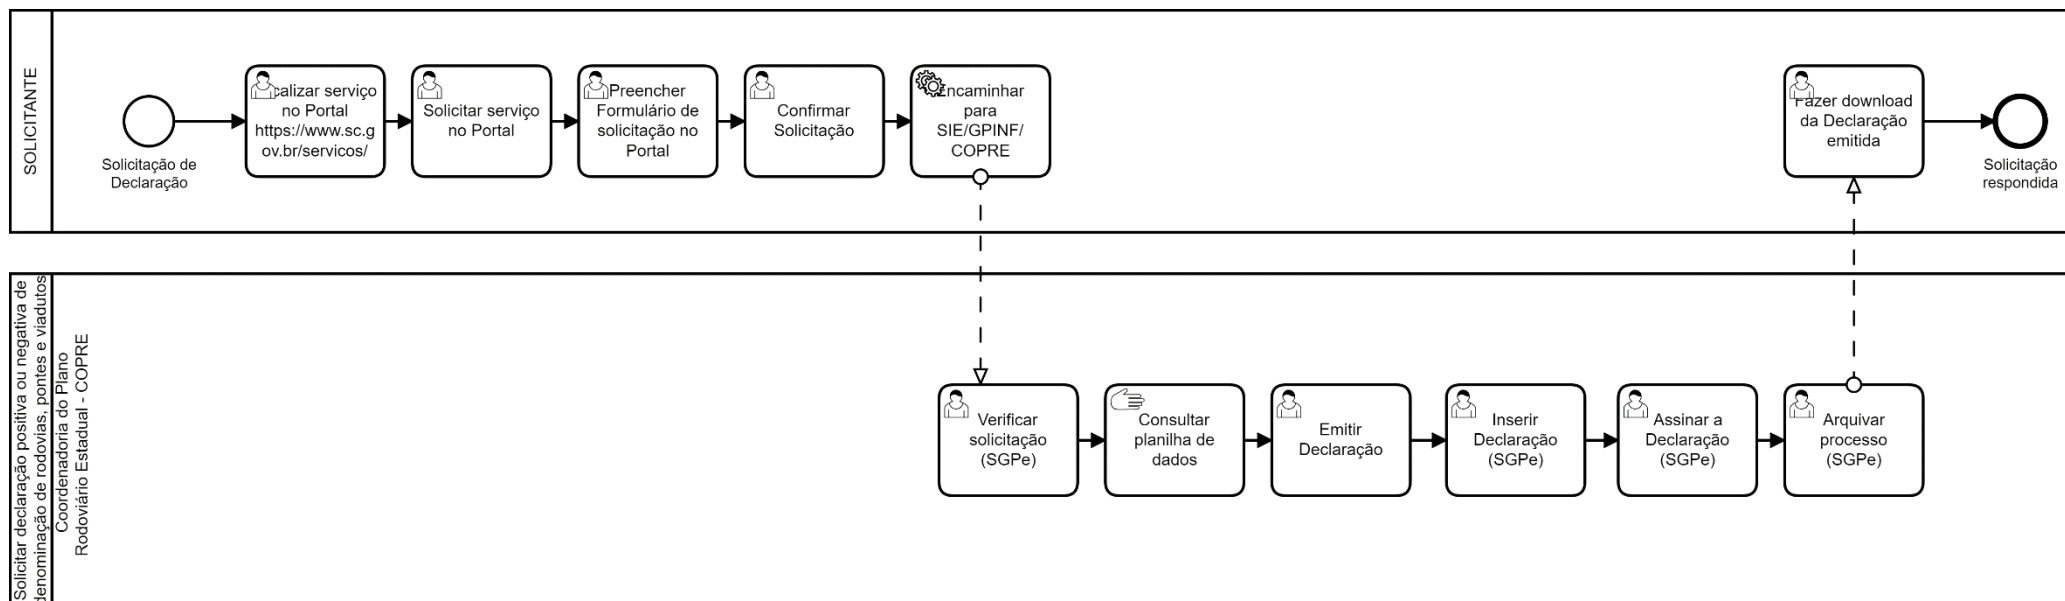 SOLICITANTE
Solicitação de
Declaração
calizar serviço
no Portal
https://www.sc.g
ov.br/servicos/
Solicitar serviço
no Portal
Preencher
Formulário de
solicitação no
Portal
Confirmar
Solicitação
Encaminhar
para
SIE/GPINF/
COPRE
Fazer download
da Declaração
emitida
Solicitação
respondida
Solicitar declaração positiva ou negativa de
denominação de rodovias, pontes e viadutos
Coordenadoria do Plano
Rodoviário Estadual - COPRE
Verificar
solicitação
(SGPe)
Consultar
planilha de
dados
Emitir
Declaração
Inserir
Declaração
(SGPe)
Assinar a
Declaração
(SGPe)
Arquivar
processo
(SGPe)